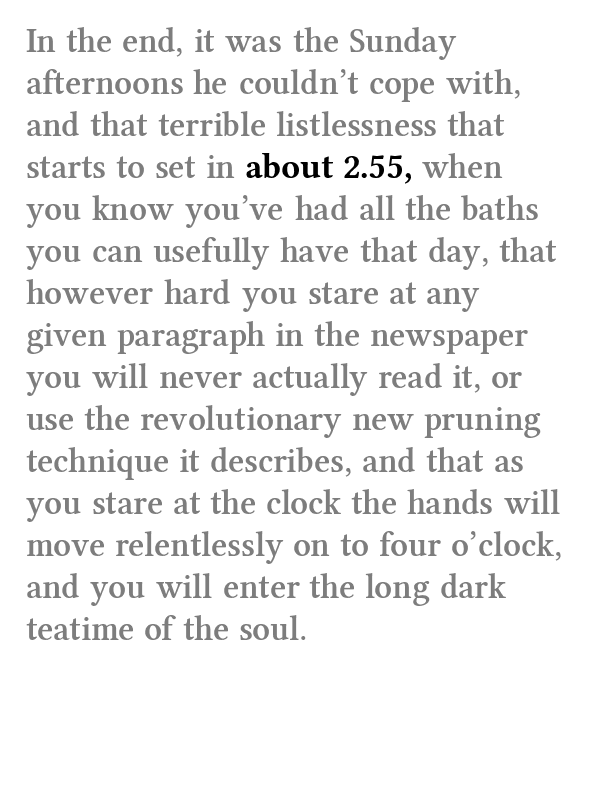 In the end, it was the Sunday
afternoons he couldn’t cope with,
and that terrible listlessness that
starts to set in about 2.55, when
you know you’ve had all the baths
you can usefully have that day, that
however hard you stare at any
given paragraph in the newspaper
you will never actually read it, or
use the revolutionary new pruning
technique it describes, and that as
you stare at the clock the hands will
move relentlessly on to four o’clock,
and you will enter the long dark
teatime of the soul.